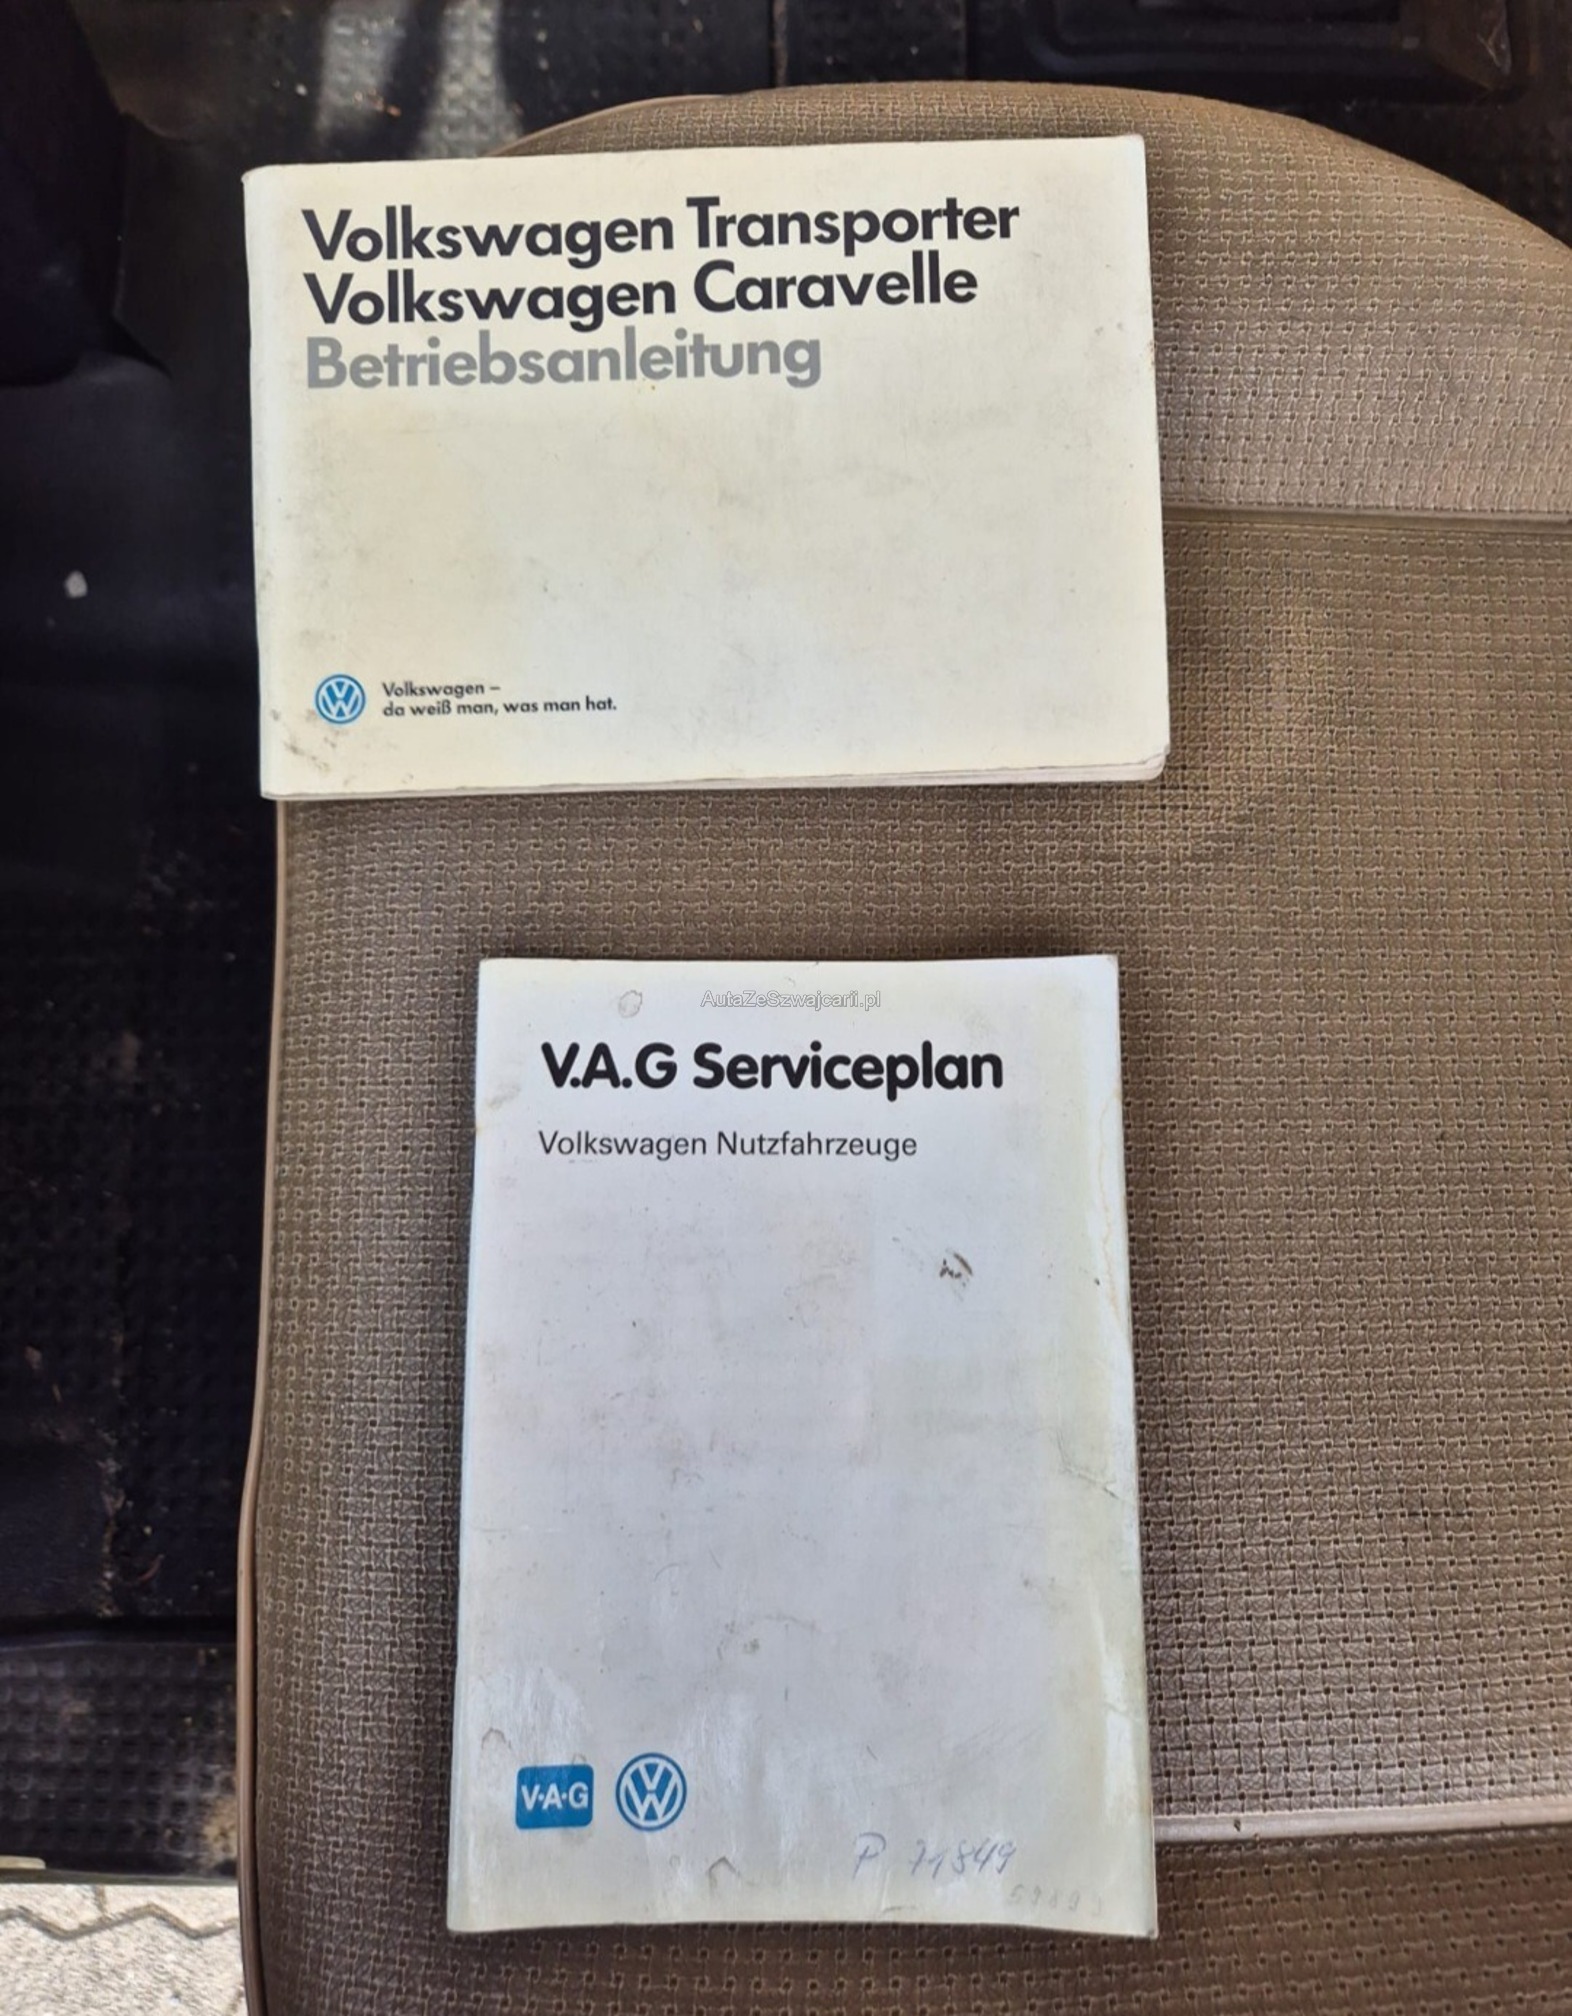 Volkswagen Transporter
Volkswagen Caravelle
Betriebsanleitung
Volkswagen –
da weiß man, was man hat.
AutaZeSzwajcarii.pl
V.A.G Serviceplan
Volkswagen Nutzfahrzeuge
V·A·G
P 71849